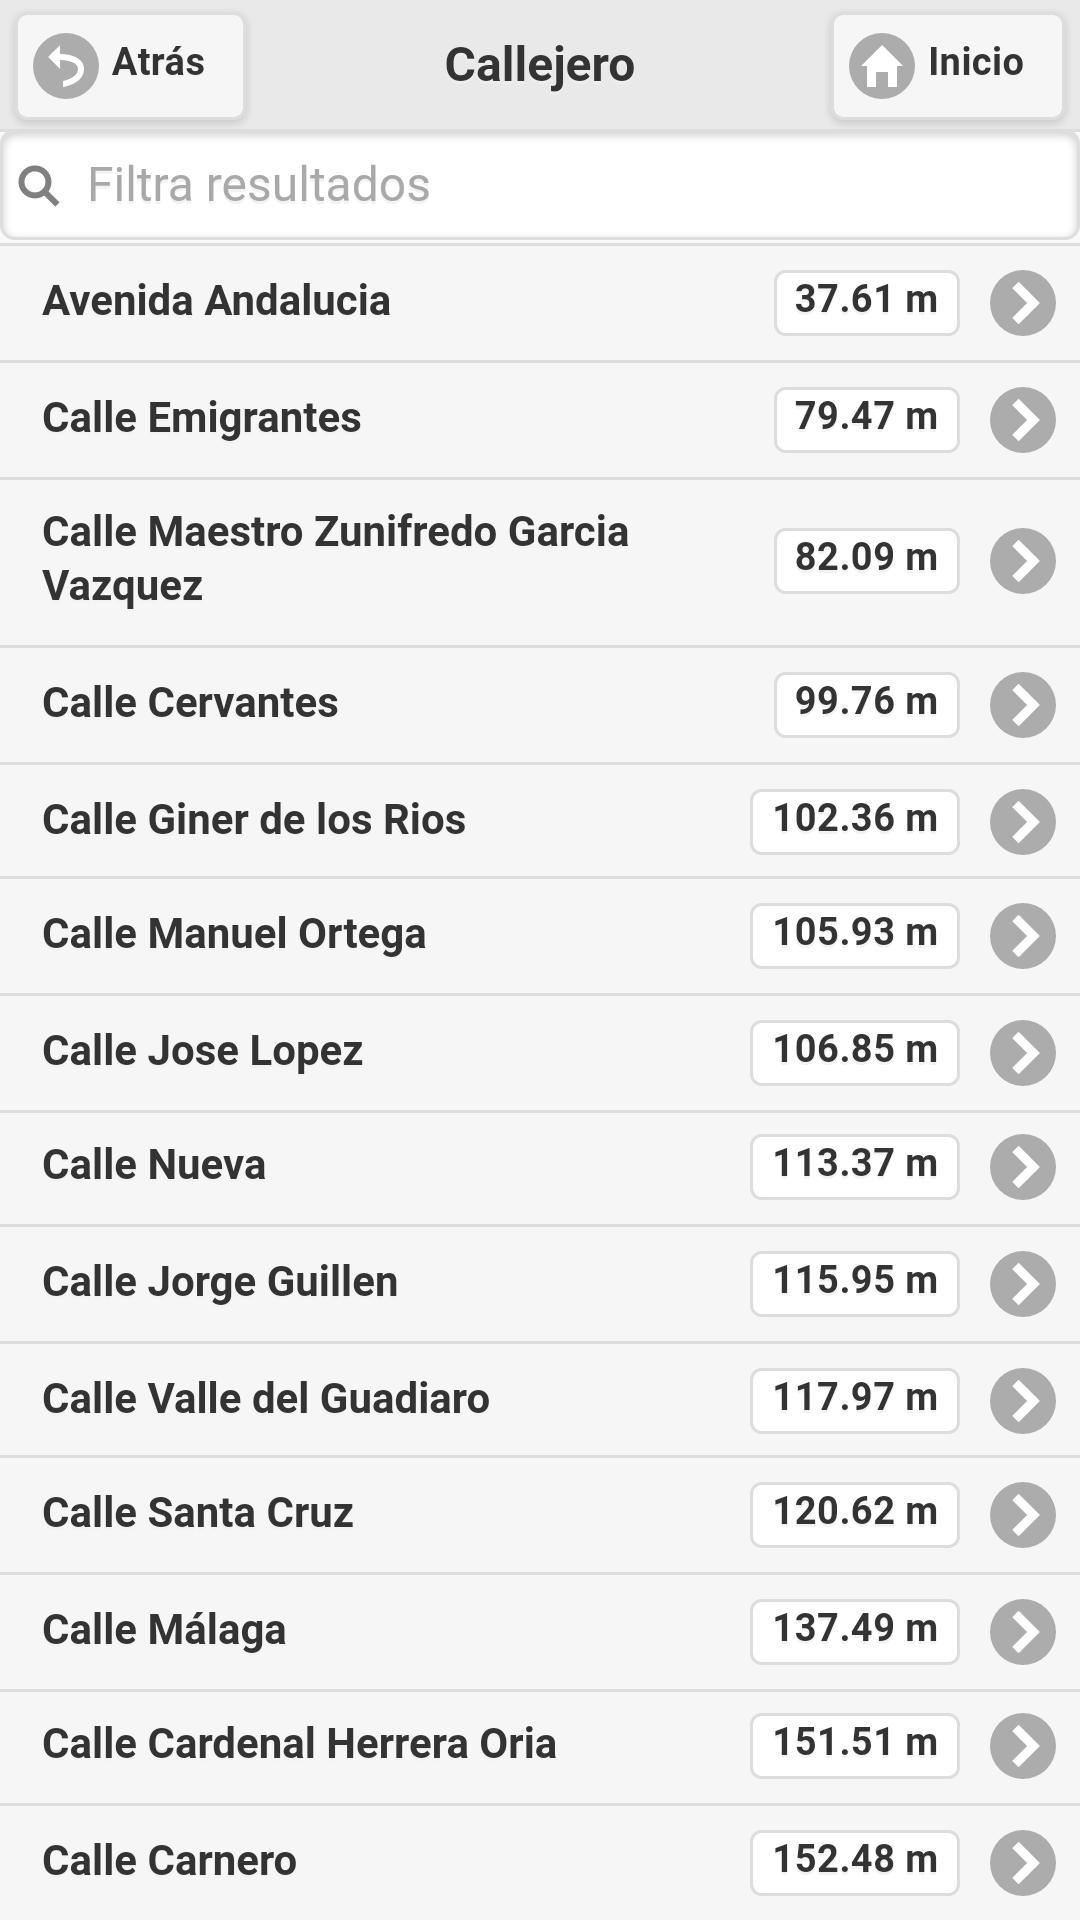 Atrás
Callejero
Inicio
Filtra resultados
Avenida Andalucia
37.61 m
Calle Emigrantes
79.47 m
Calle Maestro Zunifredo Garcia
Vazquez
82.09 m
Calle Cervantes
99.76 m
Calle Giner de los Rios
102.36 m
Calle Manuel Ortega
105.93 m
Calle Jose Lopez
106.85 m
Calle Nueva
113.37 m
Calle Jorge Guillen
115.95 m
Calle Valle del Guadiaro
117.97 m
Calle Santa Cruz
120.62 m
Calle Málaga
137.49 m
Calle Cardenal Herrera Oria
151.51 m
Calle Carnero
152.48 m